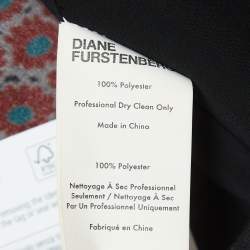 DIANE
FURSTENBERG
100% Polyester
Professional Dry Clean Only
Made in China
100% Polyester
Nettoyage À Sec Professionnel
Seulement / Nettoyage À Sec
Par Un Professionnel Uniquement
Fabriqué en Chine